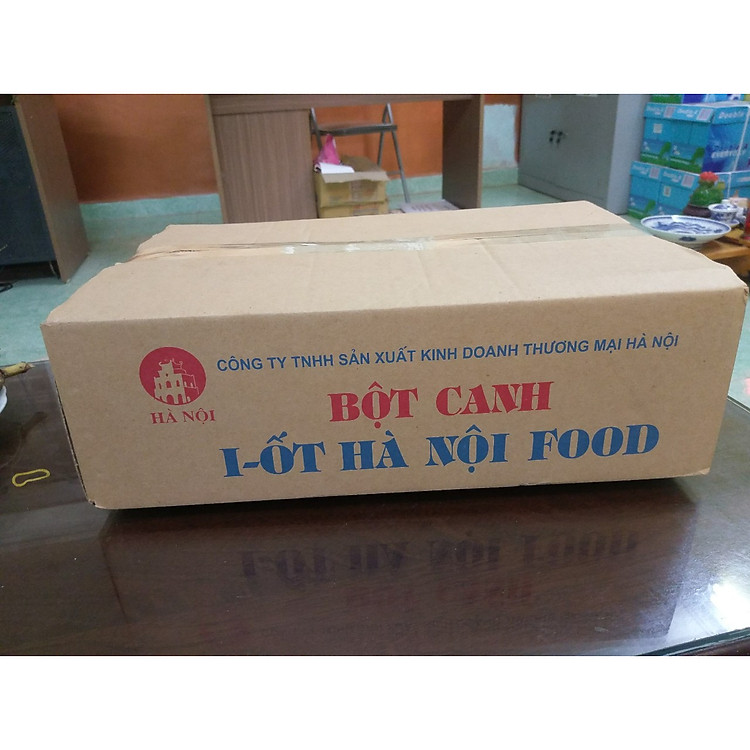 CÔNG TY TNHH SẢN XUẤT KINH DOANH THƯƠNG MẠI HÀ NỘI
HÀ NỘI
BỘT CANH
I-ỐT HÀ NỘI FOOD
Double A